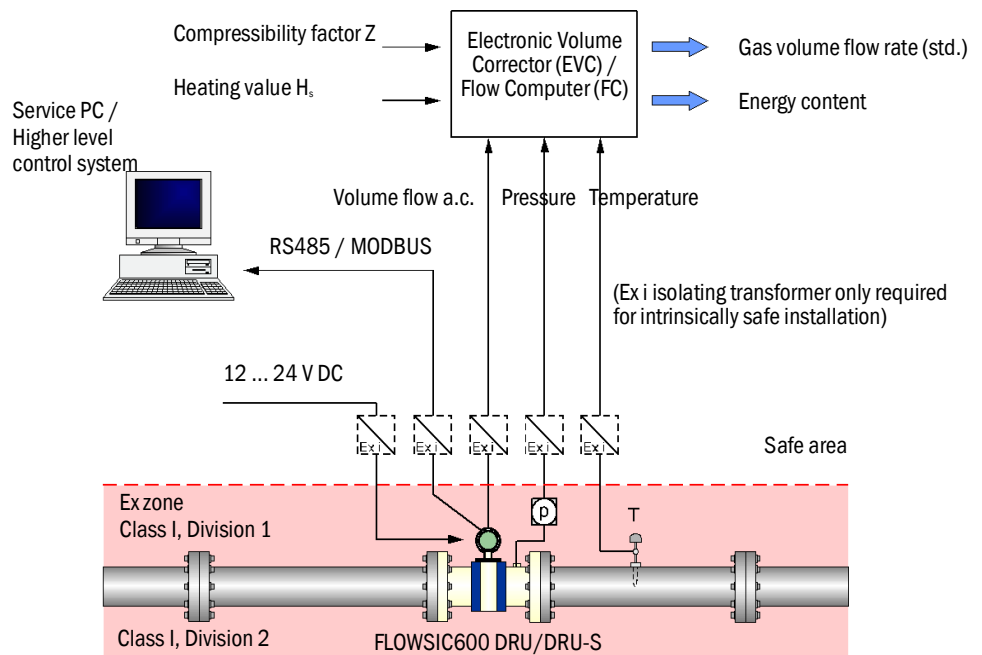 Compressibility factor Z
Heating value Hs
Electronic Volume
Corrector (EVC) /
Flow Computer (FC)
Gas volume flow rate (std.)
Energy content
Service PC /
Higher level
control system
Volume flow a.c.
Pressure
Temperature
RS485 / MODBUS
(Ex i isolating transformer only required
for intrinsically safe installation)
12 ... 24 V DC
Ex i
Ex i
Ex i
Ex i
Ex i
Safe area
Ex zone
Class I, Division 1
p
T
Class I, Division 2
FLOWSIC600 DRU/DRU-S